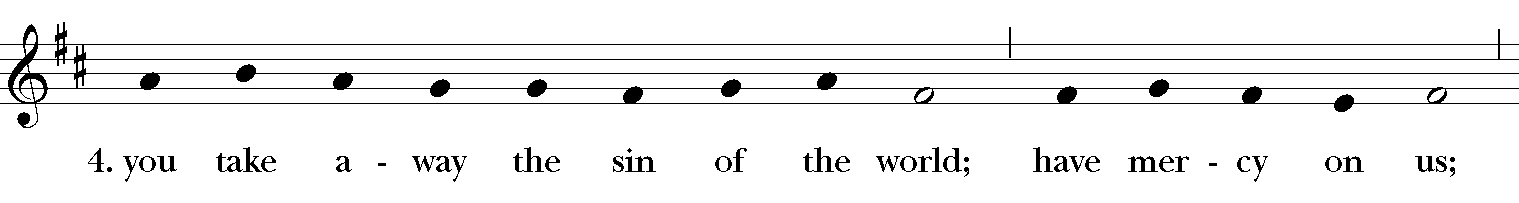 4. you take a - way the sin of the world; have mer - cy on us;